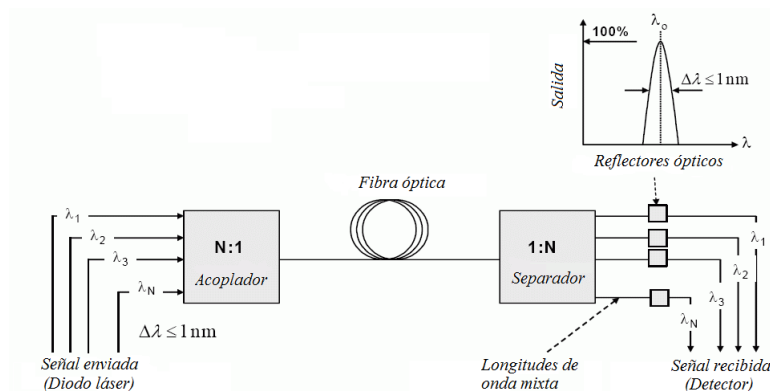 λₒ
100%
Salida
Δλ ≤ 1 nm
λ
Reflectores ópticos
Fibra óptica
λ₁
λ₂
λ₃
λN
N:1
Acoplador
1:N
Separador
λ₁
λ₂
λ₃
λN
Δλ ≤ 1 nm
Señal enviada
(Diodo láser)
Longitudes de
onda mixta
Señal recibida
(Detector)